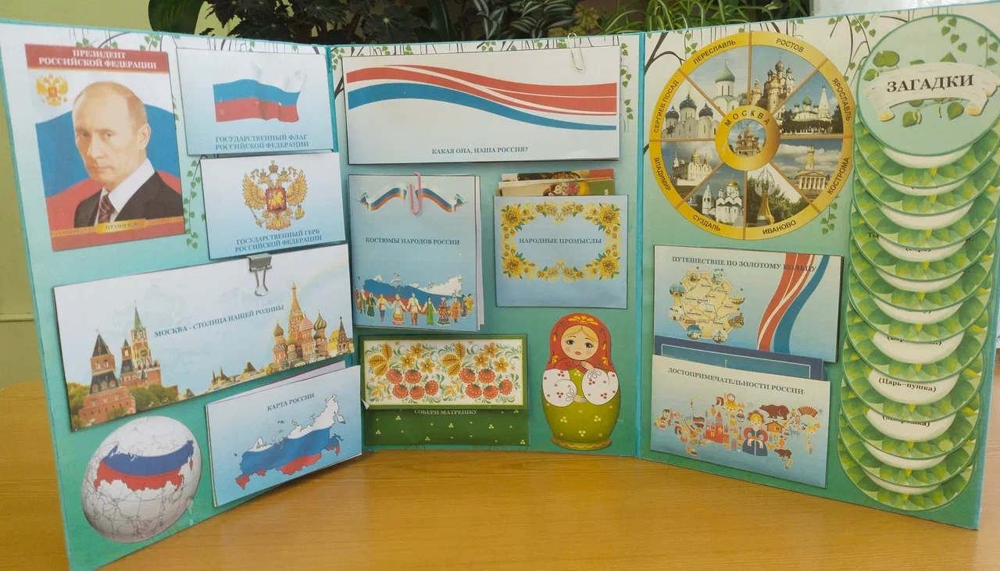 ПРЕЗИДЕНТ
РОССИЙСКОЙ ФЕДЕРАЦИИ
ГОСУДАРСТВЕННЫЙ ФЛАГ
РОССИЙСКОЙ ФЕДЕРАЦИИ
ГОСУДАРСТВЕННЫЙ ГЕРБ
РОССИЙСКОЙ ФЕДЕРАЦИИ
МОСКВА - СТОЛИЦА НАШЕЙ РОДИНЫ
КАРТА РОССИИ
КАКАЯ ОНА, НАША РОССИЯ?
КОСТЮМЫ НАРОДОВ РОССИИ
НАРОДНЫЕ ПРОМЫСЛЫ
СОБЕРИ МАТРЕШКУ
ПЕРЕСЛАВЛЬ
РОСТОВ
ЯРОСЛАВЛЬ
КОСТРОМА
ИВАНОВО
СУЗДАЛЬ
ВЛАДИМИР
СЕРГИЕВ ПОСАД
МОСКВА
ПУТЕШЕСТВИЕ ПО ЗОЛОТОМУ КОЛЬЦУ
ДОСТОПРИМЕЧАТЕЛЬНОСТИ РОССИИ
ЗАГАДКИ
(Царь-пушка)